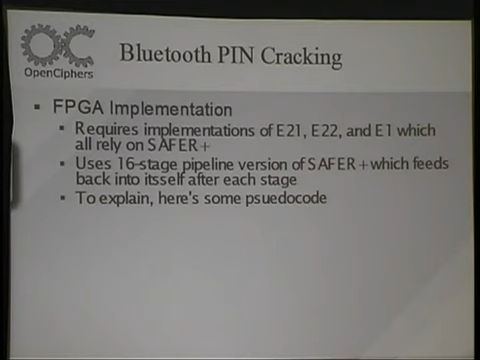 OpenCiphers
Bluetooth PIN Cracking
▪ FPGA Implementation
▪ Requires implementations of E21, E22, and E1 which
all rely on SAFER+
▪ Uses 16-stage pipeline version of SAFER+which feeds
back into itsself after each stage
▪ To explain, here's some psuedocode